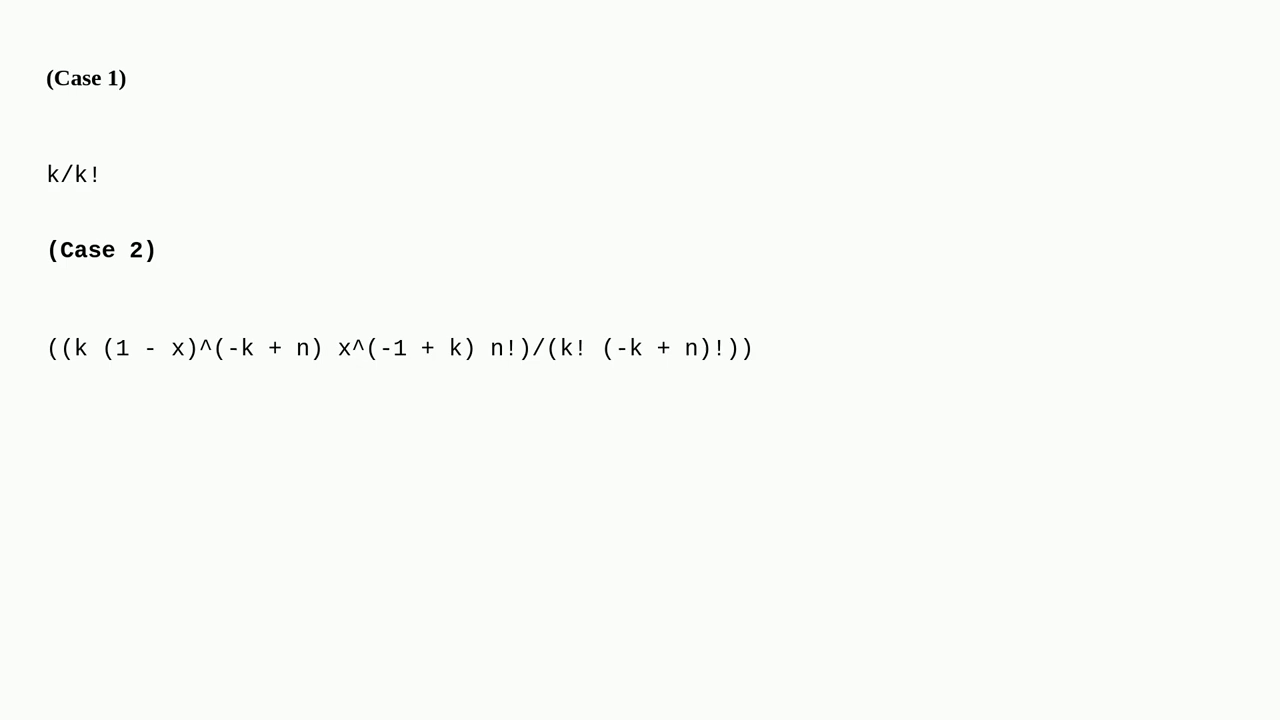 (Case 1)
k/k!
(Case 2)
((k (1 - x)^(-k + n) x^(-1 + k) n!)/(k! (-k + n)!))